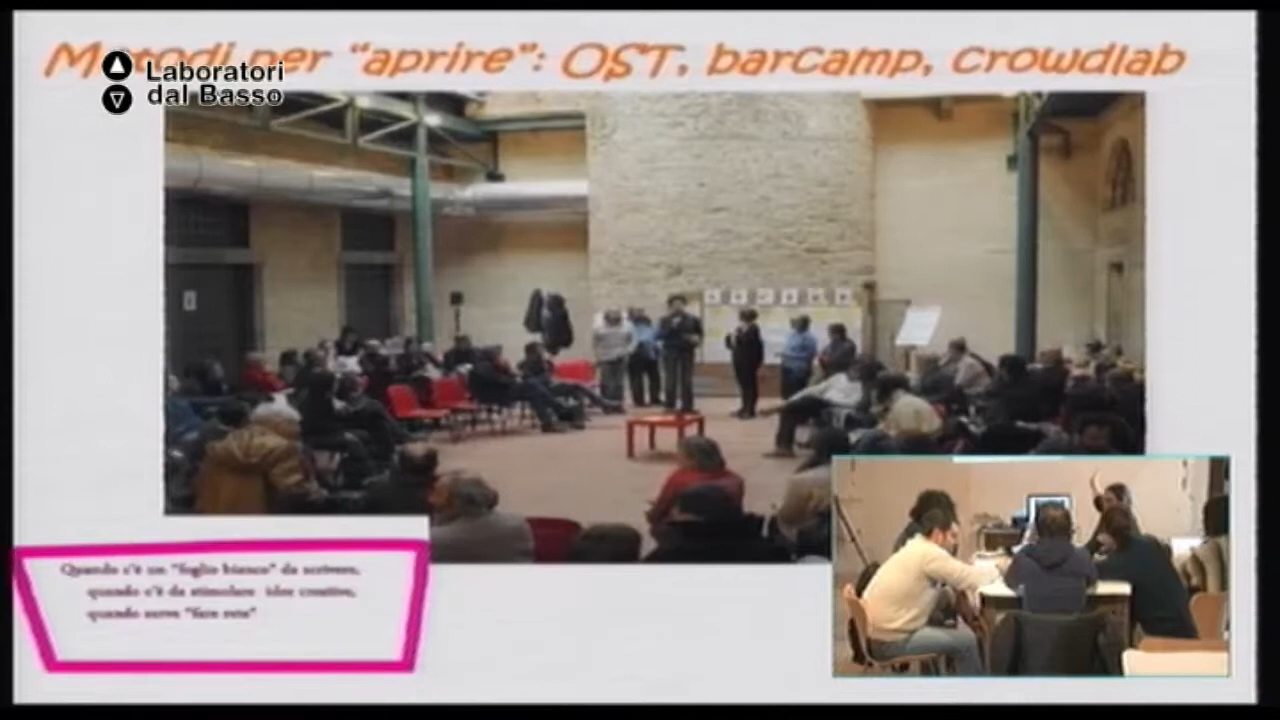 Metodi per “aprire”: OST, barcamp, crowdlab
Laboratori
dal Basso
Quando c'è un “foglio bianco” da scrivere,
quando c'è da stimolare idee creative,
quando serve “fare rete”